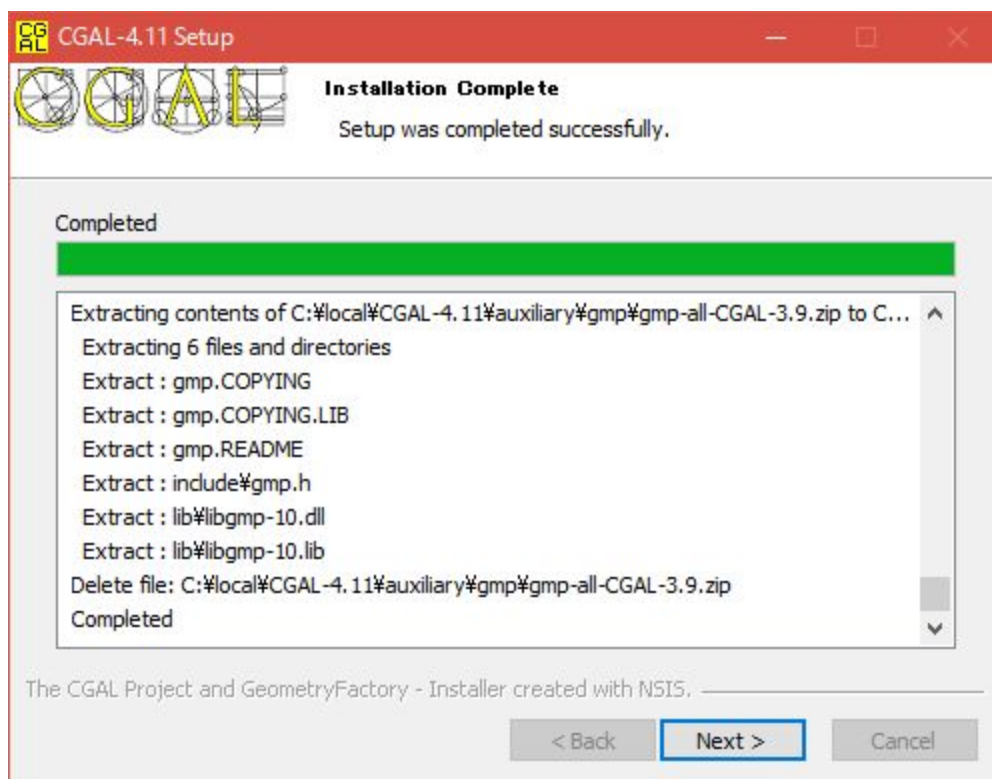 CG
AL
CGAL-4.11 Setup
CGAL
Installation Complete
Setup was completed successfully.
Completed
Extracting contents of C:¥local¥CGAL-4.11¥auxiliary¥gmp¥gmp-all-CGAL-3.9.zip to C...
Extracting 6 files and directories
Extract : gmp.COPYING
Extract : gmp.COPYING.LIB
Extract : gmp.README
Extract : include¥gmp.h
Extract : lib¥libgmp-10.dll
Extract : lib¥libgmp-10.lib
Delete file: C:¥local¥CGAL-4.11¥auxiliary¥gmp¥gmp-all-CGAL-3.9.zip
Completed
The CGAL Project and GeometryFactory - Installer created with NSIS.
< Back
Next >
Cancel